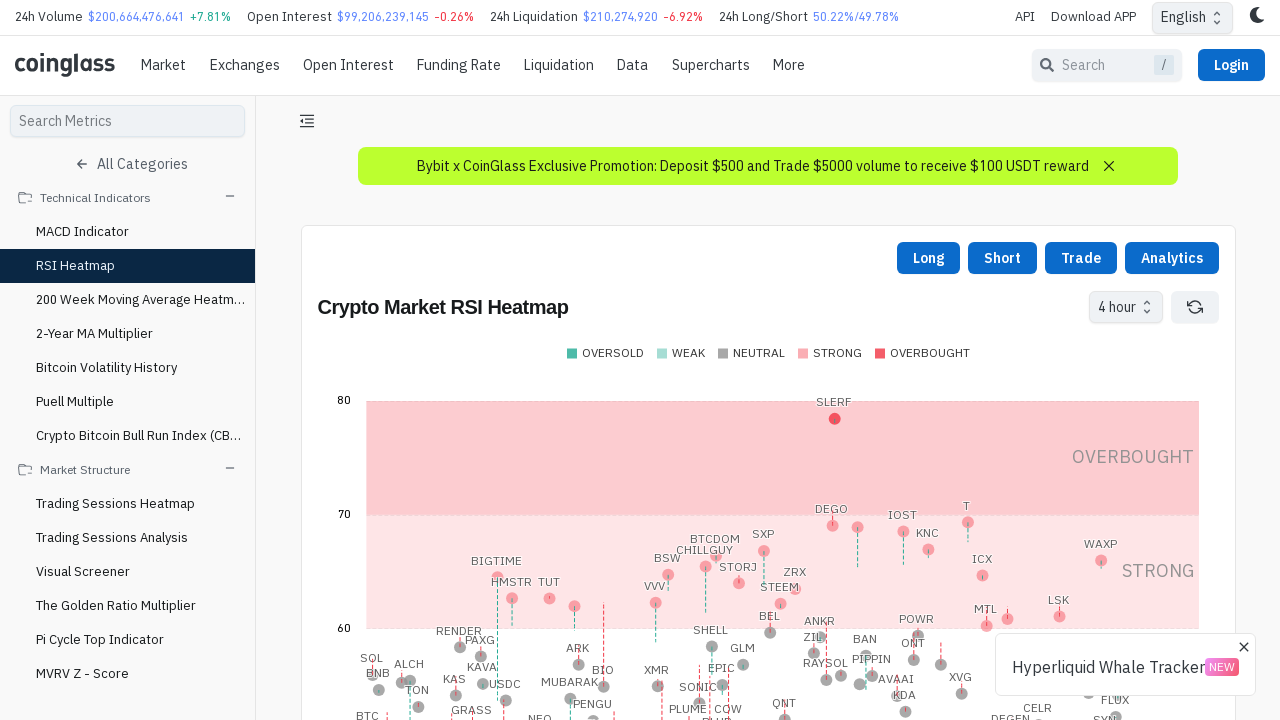 24h Volume $200,664,476,641 +7.81% Open Interest $99,206,239,145 -0.26% 24h Liquidation $210,274,920 -6.92% 24h Long/Short 50.22%/49.78% API Download APP English
coinglass Market Exchanges Open Interest Funding Rate Liquidation Data Supercharts More Search / Login
Search Metrics
All Categories
Technical Indicators
MACD Indicator
RSI Heatmap
200 Week Moving Average Heatm...
2-Year MA Multiplier
Bitcoin Volatility History
Puell Multiple
Crypto Bitcoin Bull Run Index (CB...
Market Structure
Trading Sessions Heatmap
Trading Sessions Analysis
Visual Screener
The Golden Ratio Multiplier
Pi Cycle Top Indicator
MVRV Z - Score
Bybit x CoinGlass Exclusive Promotion: Deposit $500 and Trade $5000 volume to receive $100 USDT reward
Long Short Trade Analytics
Crypto Market RSI Heatmap 4 hour
OVERSOLD WEAK NEUTRAL STRONG OVERBOUGHT
80
SLERF
OVERBOUGHT
70
T
DEGO
IOST
KNC
SXP
BTCDOM
CHILLGUY
WAXP
BIGTIME
BSW
ICX
STORJ
ZRX
STRONG
HMSTR TUT
VVV
STEEM
LSK
MTL
60
BEL
ANKR
POWR
RENDER
PAXG
SHELL
ZIL
BAN
ONT
SOL
ALCH
ARK
GLM
RAYSOL
PIPPIN
BNB
KAVA
BIO
XMR
EPIC
KAS
USDC
MUBARAK
SONIC
AVAAI
XVG
TON
PENGU
QNT
KDA
FLUX
BTC
GRASS
NEO
PLUME COW
CELR
DEGEN
Hyperliquid Whale Tracker NEW